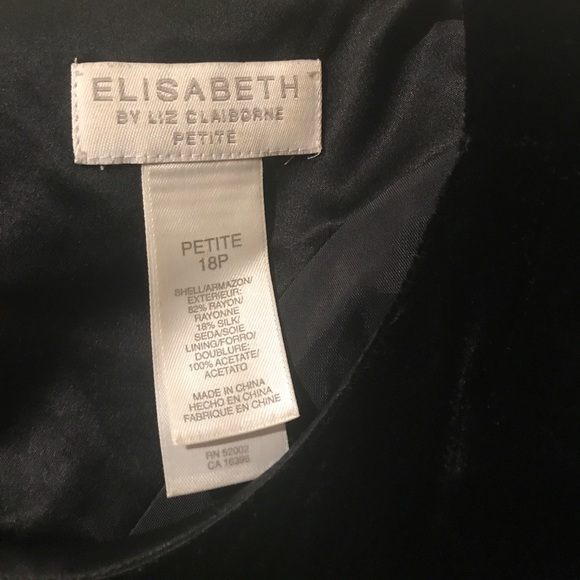 ELISABETH
BY LIZ CLAIBORNE
PETITE
PETITE
18P
SHELL/ARMAZON/
EXTERIEUR:
82% RAYON/
RAYONNE
18% SILK/
SEDA/SOIE
LINING/FORRO/
DOUBLURE:
100% ACETATE/
ACETATO
MADE IN CHINA
HECHO EN CHINA
FABRIQUE EN CHINE
RN 52002
CA 16396